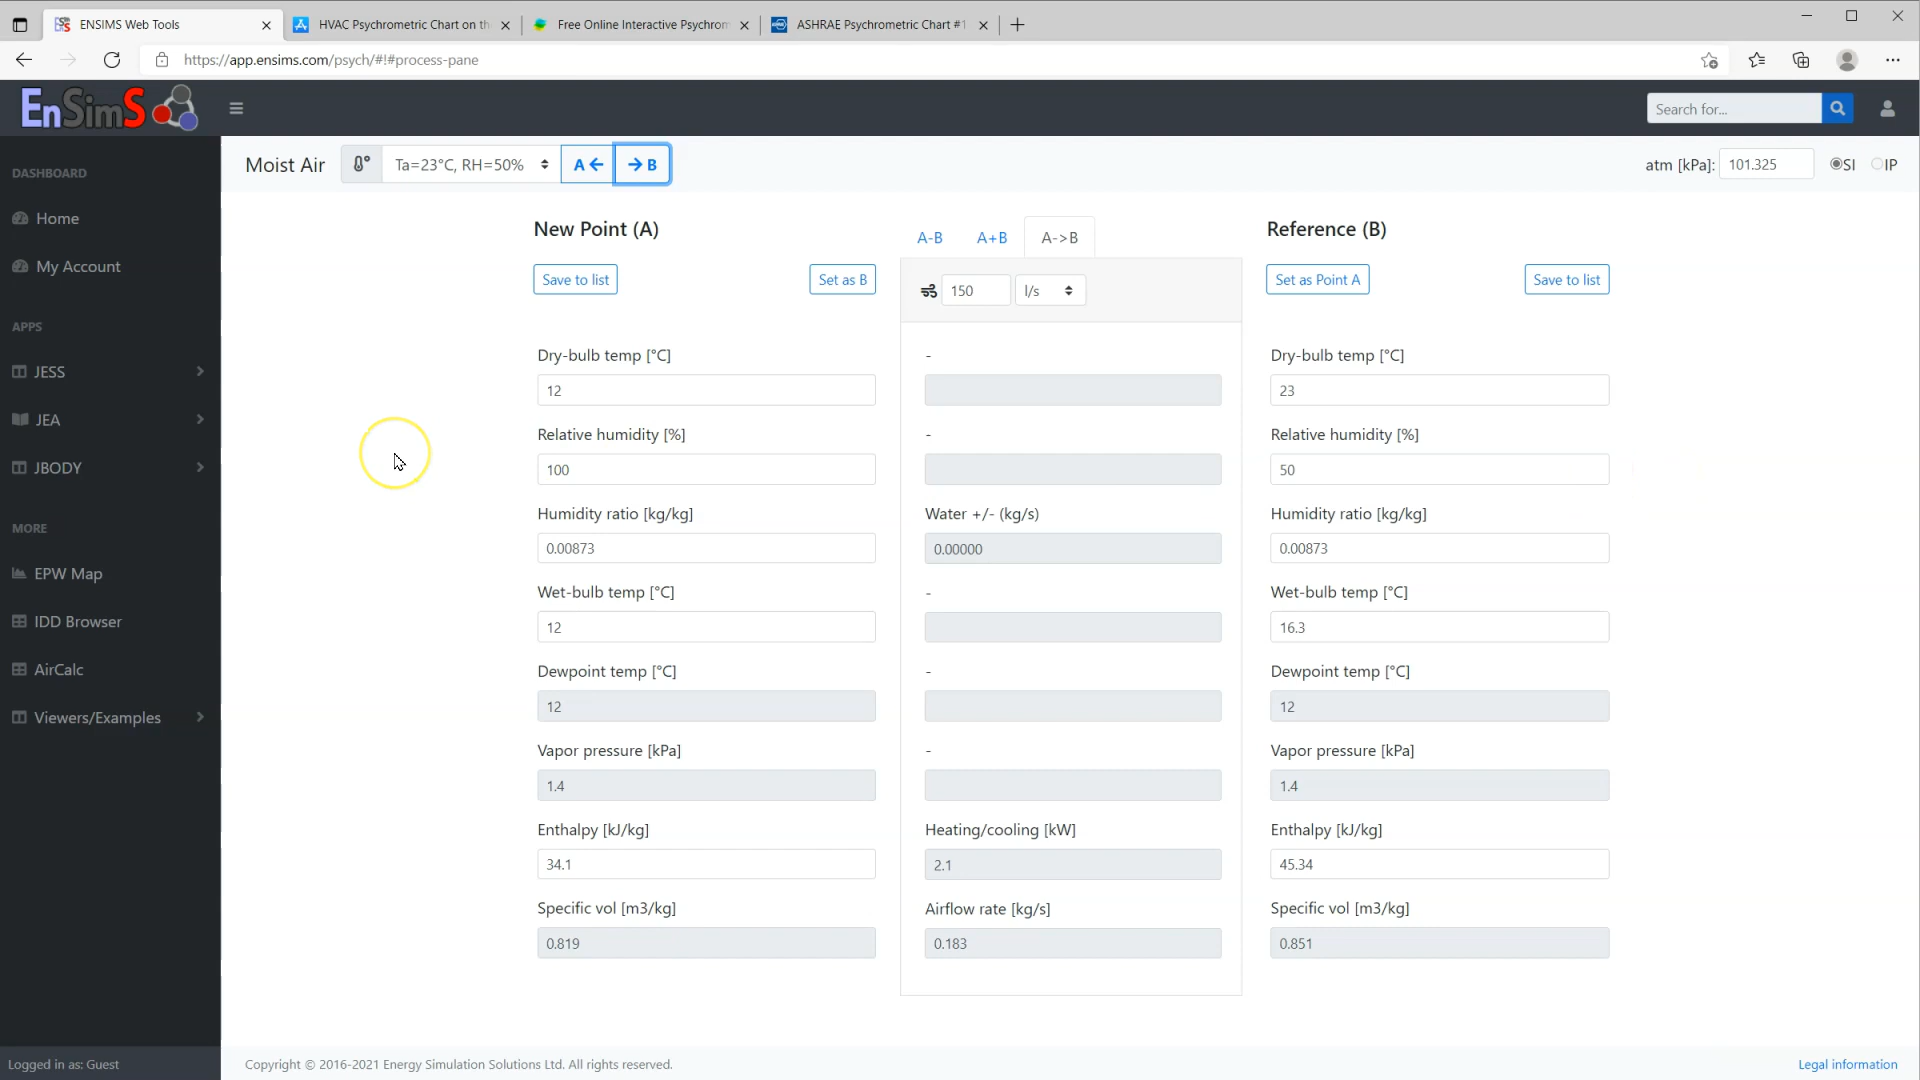 ENSIMS Web Tools
HVAC Psychrometric Chart on th
Free Online Interactive Psychrom
ASHRAE Psychrometric Chart #1
https://app.ensims.com/psych/#!#process-pane
EnSimS
Search for...
DASHBOARD
Home
My Account
APPS
JESS
JEA
JBODY
MORE
EPW Map
IDD Browser
AirCalc
Viewers/Examples
Logged in as: Guest
Moist Air
Ta=23°C, RH=50%
A
B
atm [kPa]:
101.325
SI
IP
New Point (A)
Save to list
Set as B
Dry-bulb temp [°C]
12
Relative humidity [%]
100
Humidity ratio [kg/kg]
0.00873
Wet-bulb temp [°C]
12
Dewpoint temp [°C]
12
Vapor pressure [kPa]
1.4
Enthalpy [kJ/kg]
34.1
Specific vol [m3/kg]
0.819
A-B
A+B
A->B
150
l/s
-
-
Water +/- (kg/s)
0.00000
-
-
-
Heating/cooling [kW]
2.1
Airflow rate [kg/s]
0.183
Reference (B)
Set as Point A
Save to list
Dry-bulb temp [°C]
23
Relative humidity [%]
50
Humidity ratio [kg/kg]
0.00873
Wet-bulb temp [°C]
16.3
Dewpoint temp [°C]
12
Vapor pressure [kPa]
1.4
Enthalpy [kJ/kg]
45.34
Specific vol [m3/kg]
0.851
Copyright © 2016-2021 Energy Simulation Solutions Ltd. All rights reserved.
Legal information